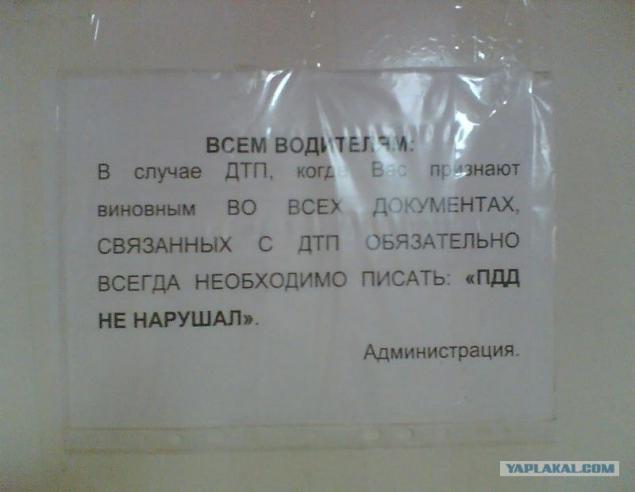 ВСЕМ ВОДИТЕЛЯМ:
В случае ДТП, когда Вас признают
виновным ВО ВСЕХ ДОКУМЕНТАХ,
СВЯЗАННЫХ С ДТП ОБЯЗАТЕЛЬНО
ВСЕГДА НЕОБХОДИМО ПИСАТЬ: «ПДД
НЕ НАРУШАЛ».
Администрация.
YAPLAKAL.COM